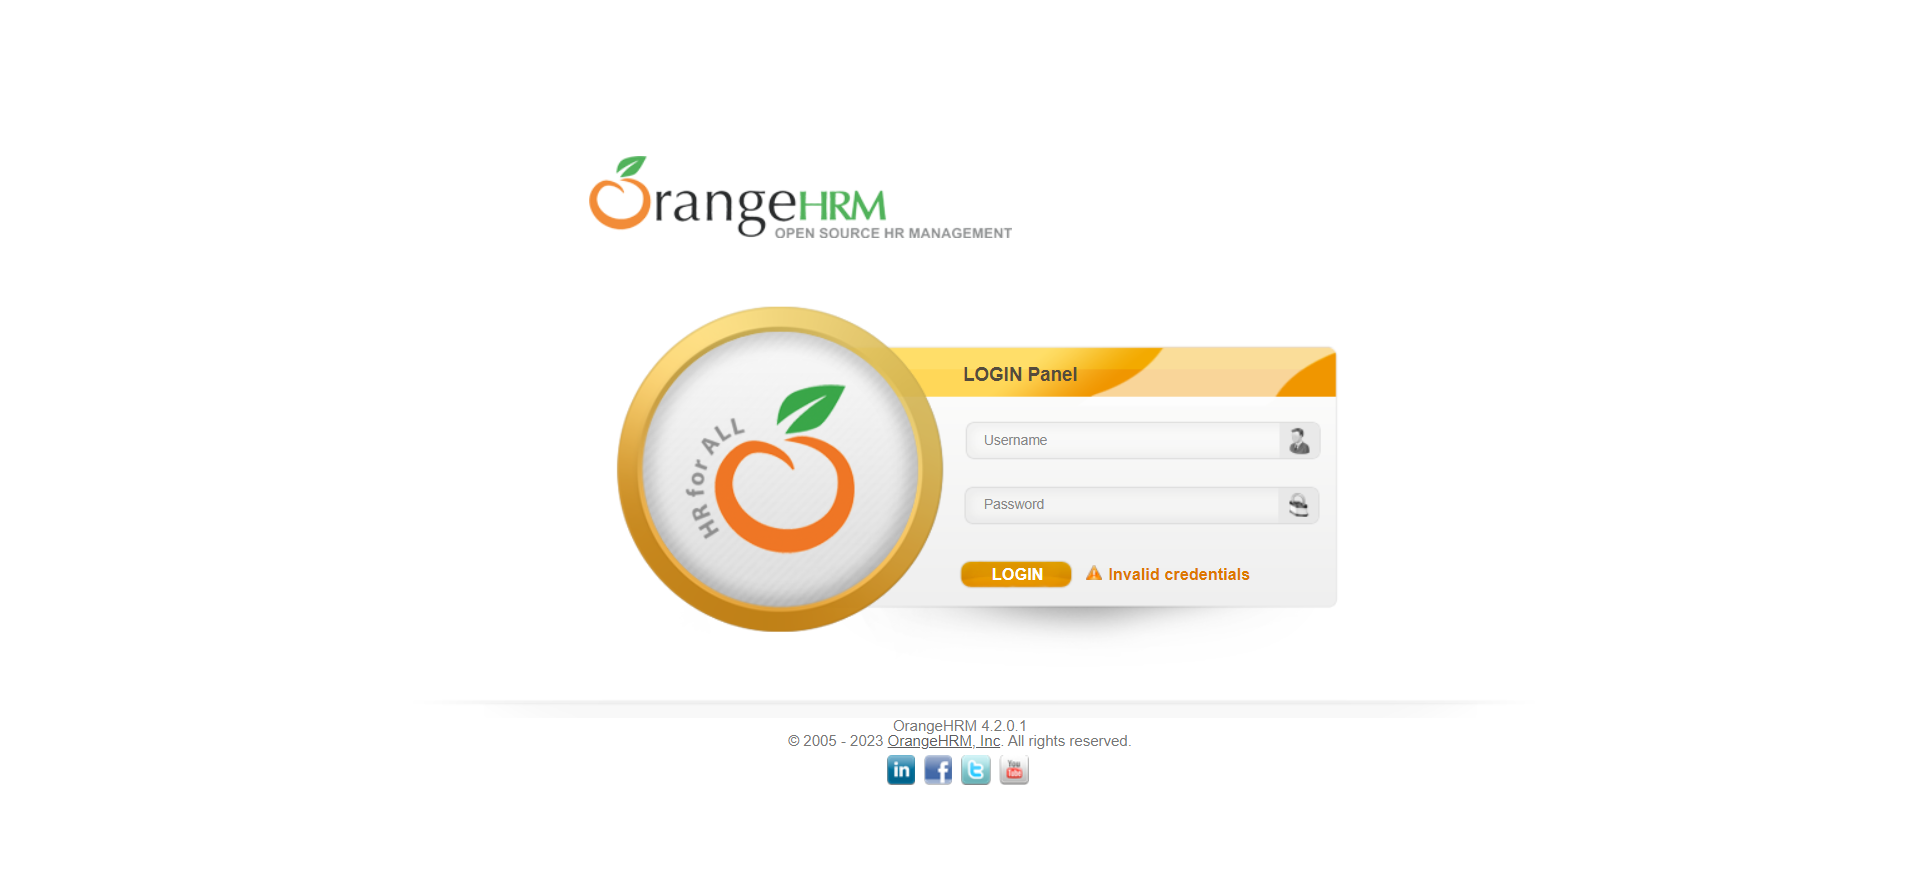 OrangeHRM
OPEN SOURCE HR MANAGEMENT
HR for ALL
LOGIN Panel
Username
Password
LOGIN Invalid credentials
OrangeHRM 4.2.0.1
© 2005 - 2023 OrangeHRM, Inc. All rights reserved.
in f t You Tube